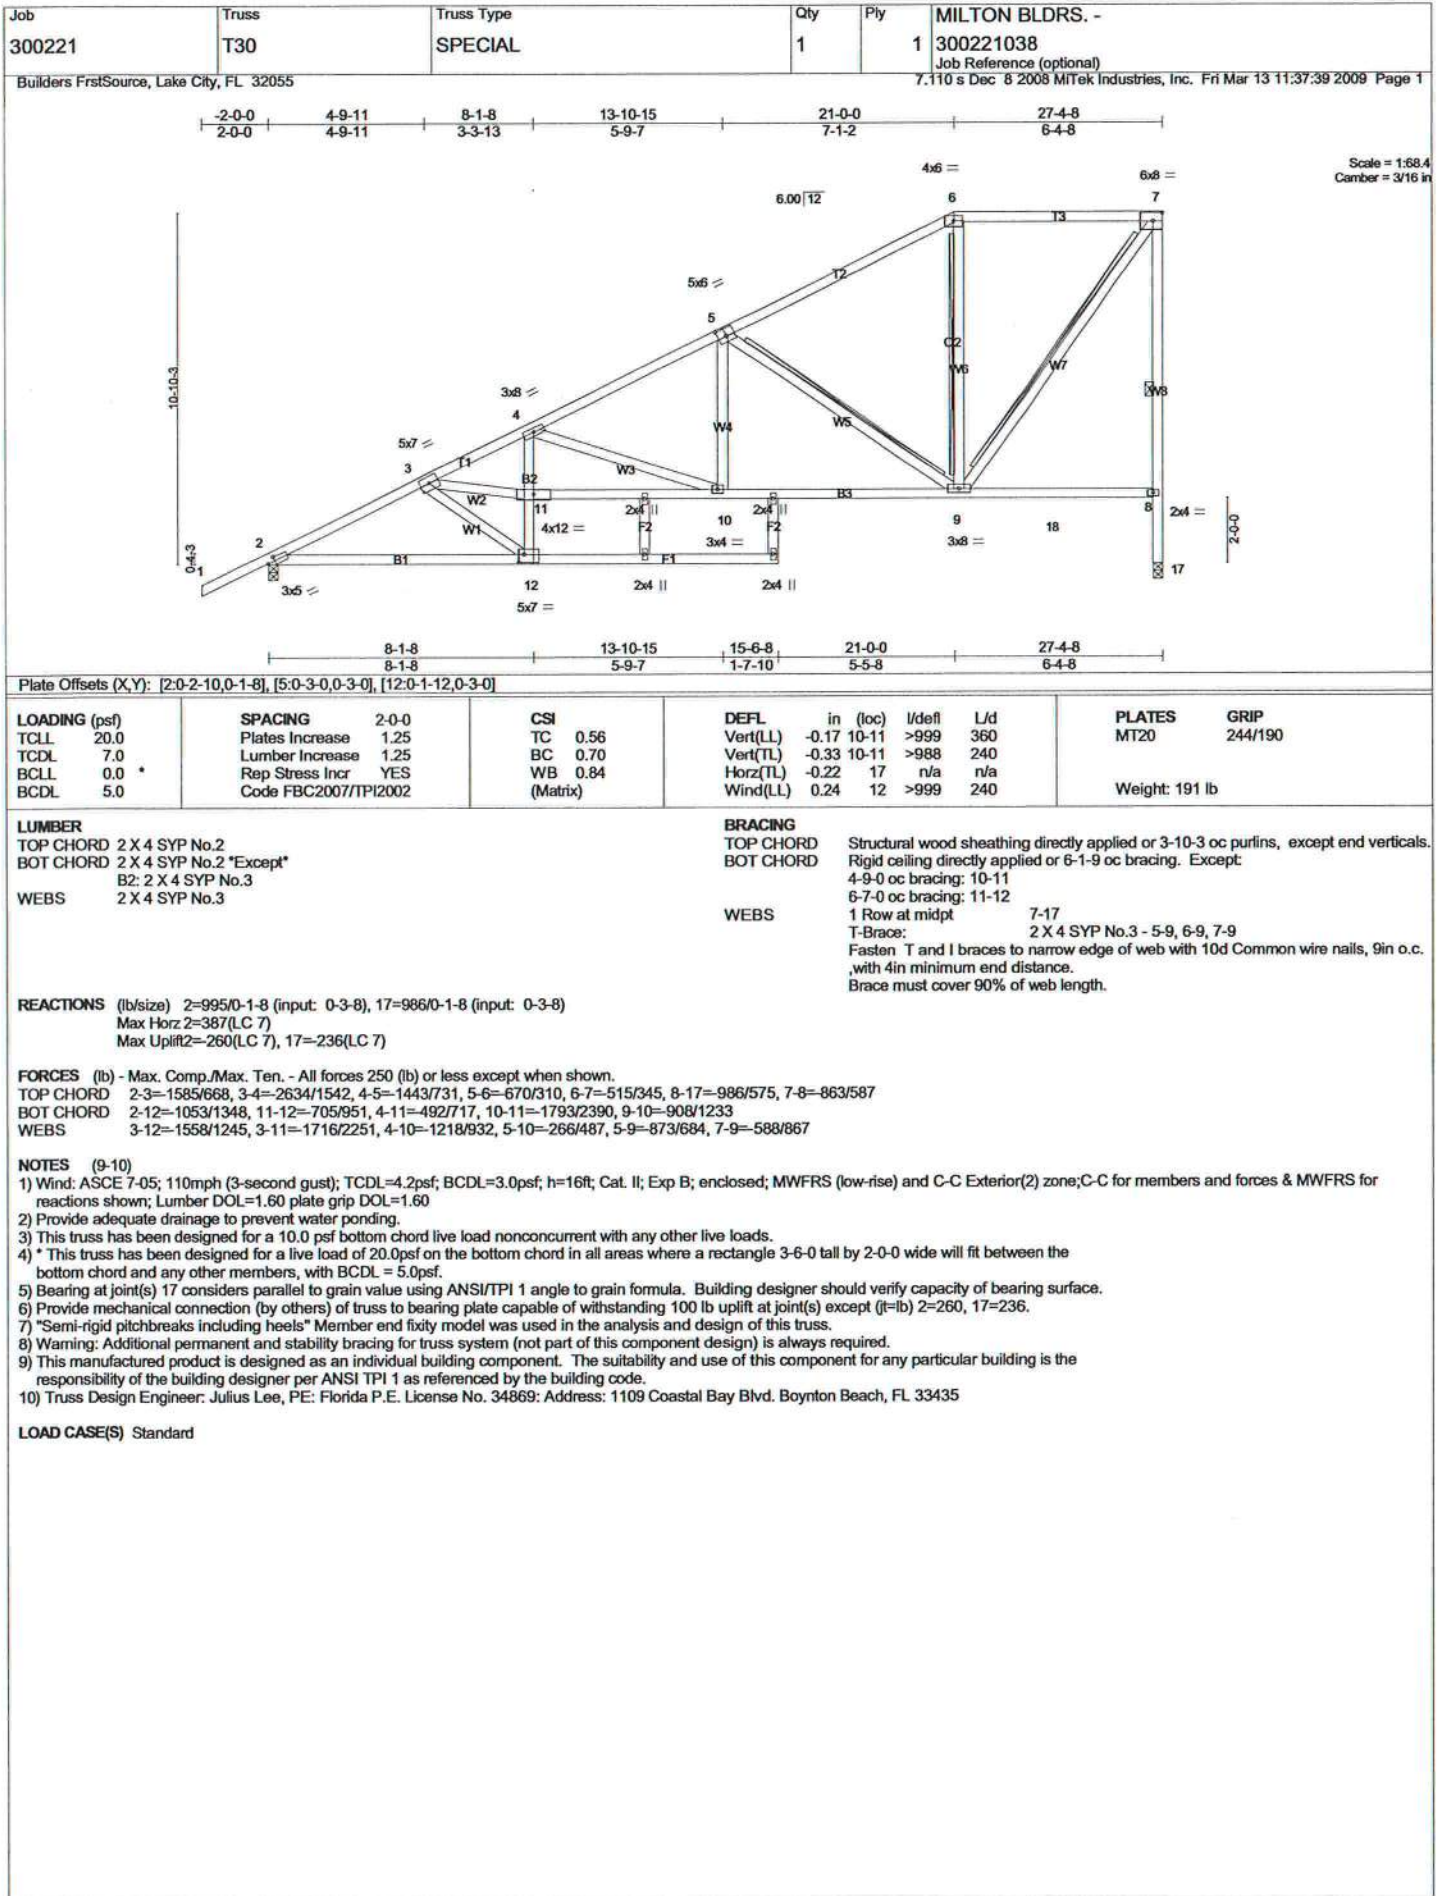 Job Truss Truss Type Qty Ply MILTON BLDRS. -
300221 T30 SPECIAL 1 1 300221038
Job Reference (optional)
Builders FrstSource, Lake City, FL 32055 7.110 s Dec 8 2008 MiTek Industries, Inc. Fri Mar 13 11:37:39 2009 Page 1
-2-0-0 4-9-11 8-1-8 13-10-15 21-0-0 27-4-8
2-0-0 4-9-11 3-3-13 5-9-7 7-1-2 6-4-8
Scale = 1:68.4
Camber = 3/16 in
4x6 = 6x8 =
6.00 12 6 7
T3
T2
5x6
5
10-10-3
W6 W7 W8
3x8
4
W4 W5
5x7
3 T1
W3
B2
W2
11 2x4 || 2x4 || B3 8 2x4 =
W1 4x12 = F2 10 F2 9 18 2-0-0
3x4 = 3x8 =
2
0-4-3
1 B1 F1 17
3x5 12 2x4 || 2x4 ||
5x7 =
8-1-8 13-10-15 15-6-8 21-0-0 27-4-8
8-1-8 5-9-7 1-7-10 5-5-8 6-4-8
Plate Offsets (X,Y): [2:0-2-10,0-1-8], [5:0-3-0,0-3-0], [12:0-1-12,0-3-0]
LOADING (psf) SPACING 2-0-0 CSI DEFL in (loc) l/defl L/d PLATES GRIP
TCLL 20.0 Plates Increase 1.25 TC 0.56 Vert(LL) -0.17 10-11 >999 360 MT20 244/190
TCDL 7.0 Lumber Increase 1.25 BC 0.70 Vert(TL) -0.33 10-11 >988 240
BCLL 0.0 * Rep Stress Incr YES WB 0.84 Horz(TL) -0.22 17 n/a n/a
BCDL 5.0 Code FBC2007/TPI2002 (Matrix) Wind(LL) 0.24 12 >999 240 Weight: 191 lb
LUMBER
TOP CHORD 2 X 4 SYP No.2
BOT CHORD 2 X 4 SYP No.2 *Except*
B2: 2 X 4 SYP No.3
WEBS 2 X 4 SYP No.3
BRACING
TOP CHORD Structural wood sheathing directly applied or 3-10-3 oc purlins, except end verticals.
BOT CHORD Rigid ceiling directly applied or 6-1-9 oc bracing. Except:
4-9-0 oc bracing: 10-11
6-7-0 oc bracing: 11-12
WEBS 1 Row at midpt 7-17
T-Brace: 2 X 4 SYP No.3 - 5-9, 6-9, 7-9
Fasten T and I braces to narrow edge of web with 10d Common wire nails, 9in o.c.
,with 4in minimum end distance.
Brace must cover 90% of web length.
REACTIONS (lb/size) 2=995/0-1-8 (input: 0-3-8), 17=986/0-1-8 (input: 0-3-8)
Max Horz 2=387(LC 7)
Max Uplift2=-260(LC 7), 17=-236(LC 7)
FORCES (lb) - Max. Comp./Max. Ten. - All forces 250 (lb) or less except when shown.
TOP CHORD 2-3=-1585/668, 3-4=-2634/1542, 4-5=-1443/731, 5-6=-670/310, 6-7=-515/345, 8-17=-986/575, 7-8=-863/587
BOT CHORD 2-12=-1053/1348, 11-12=-705/951, 4-11=-492/717, 10-11=-1793/2390, 9-10=-908/1233
WEBS 3-12=-1558/1245, 3-11=-1716/2251, 4-10=-1218/932, 5-10=-266/487, 5-9=-873/684, 7-9=-588/867
NOTES (9-10)
1) Wind: ASCE 7-05; 110mph (3-second gust); TCDL=4.2psf; BCDL=3.0psf; h=16ft; Cat. II; Exp B; enclosed; MWFRS (low-rise) and C-C Exterior(2) zone;C-C for members and forces & MWFRS for
reactions shown; Lumber DOL=1.60 plate grip DOL=1.60
2) Provide adequate drainage to prevent water ponding.
3) This truss has been designed for a 10.0 psf bottom chord live load nonconcurrent with any other live loads.
4) * This truss has been designed for a live load of 20.0psf on the bottom chord in all areas where a rectangle 3-6-0 tall by 2-0-0 wide will fit between the
bottom chord and any other members, with BCDL = 5.0psf.
5) Bearing at joint(s) 17 considers parallel to grain value using ANSI/TPI 1 angle to grain formula. Building designer should verify capacity of bearing surface.
6) Provide mechanical connection (by others) of truss to bearing plate capable of withstanding 100 lb uplift at joint(s) except (jt=lb) 2=260, 17=236.
7) "Semi-rigid pitchbreaks including heels" Member end fixity model was used in the analysis and design of this truss.
8) Warning: Additional permanent and stability bracing for truss system (not part of this component design) is always required.
9) This manufactured product is designed as an individual building component. The suitability and use of this component for any particular building is the
responsibility of the building designer per ANSI TPI 1 as referenced by the building code.
10) Truss Design Engineer: Julius Lee, PE: Florida P.E. License No. 34869: Address: 1109 Coastal Bay Blvd. Boynton Beach, FL 33435
LOAD CASE(S) Standard